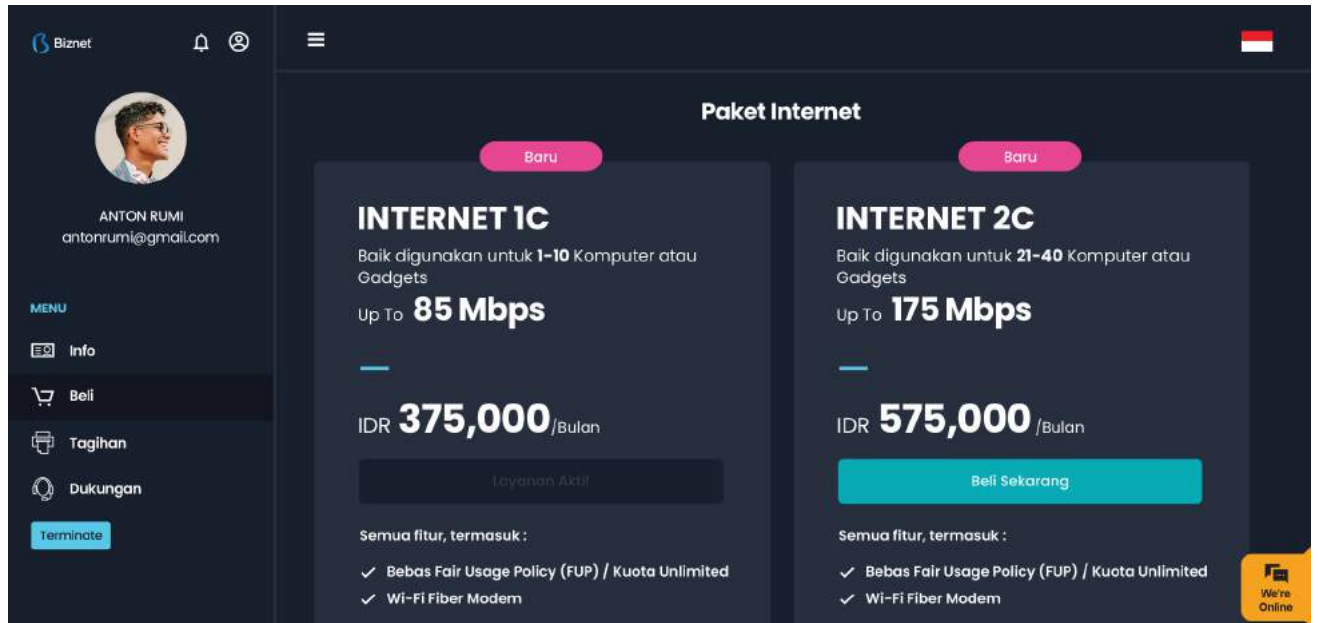 Biznet
ANTON RUMI
antonrumi@gmail.com
MENU
Info
Beli
Tagihan
Dukungan
Terminate
Paket Internet
Baru
INTERNET 1C
Baik digunakan untuk 1-10 Komputer atau
Gadgets
Up To 85 Mbps
IDR 375,000/Bulan
Layanan Aktif
Semua fitur, termasuk :
Bebas Fair Usage Policy (FUP) / Kuota Unlimited
Wi-Fi Fiber Modem
Baru
INTERNET 2C
Baik digunakan untuk 21-40 Komputer atau
Gadgets
Up To 175 Mbps
IDR 575,000 /Bulan
Beli Sekarang
Semua fitur, termasuk :
Bebas Fair Usage Policy (FUP) / Kuota Unlimited
Wi-Fi Fiber Modem
We're
Online